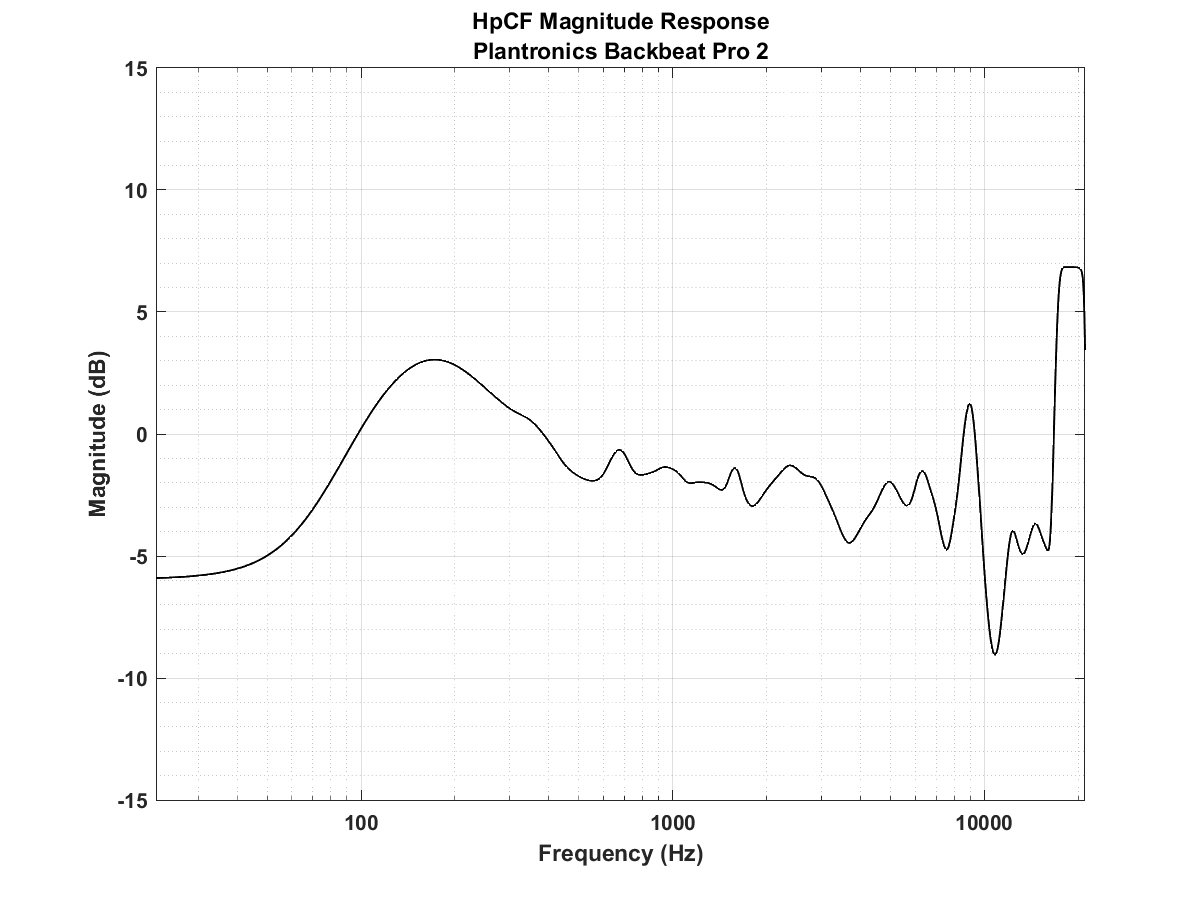 HpCF Magnitude Response
Plantronics Backbeat Pro 2
15
10
5
0
-5
-10
-15
Magnitude (dB)
100
1000
10000
Frequency (Hz)